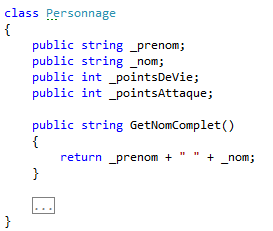 class Personnage
{
    public string _prenom;
    public string _nom;
    public int _pointsDeVie;
    public int _pointsAttaque;

    public string GetNomComplet()
    {
        return _prenom + " " + _nom;
    }

    ...
}